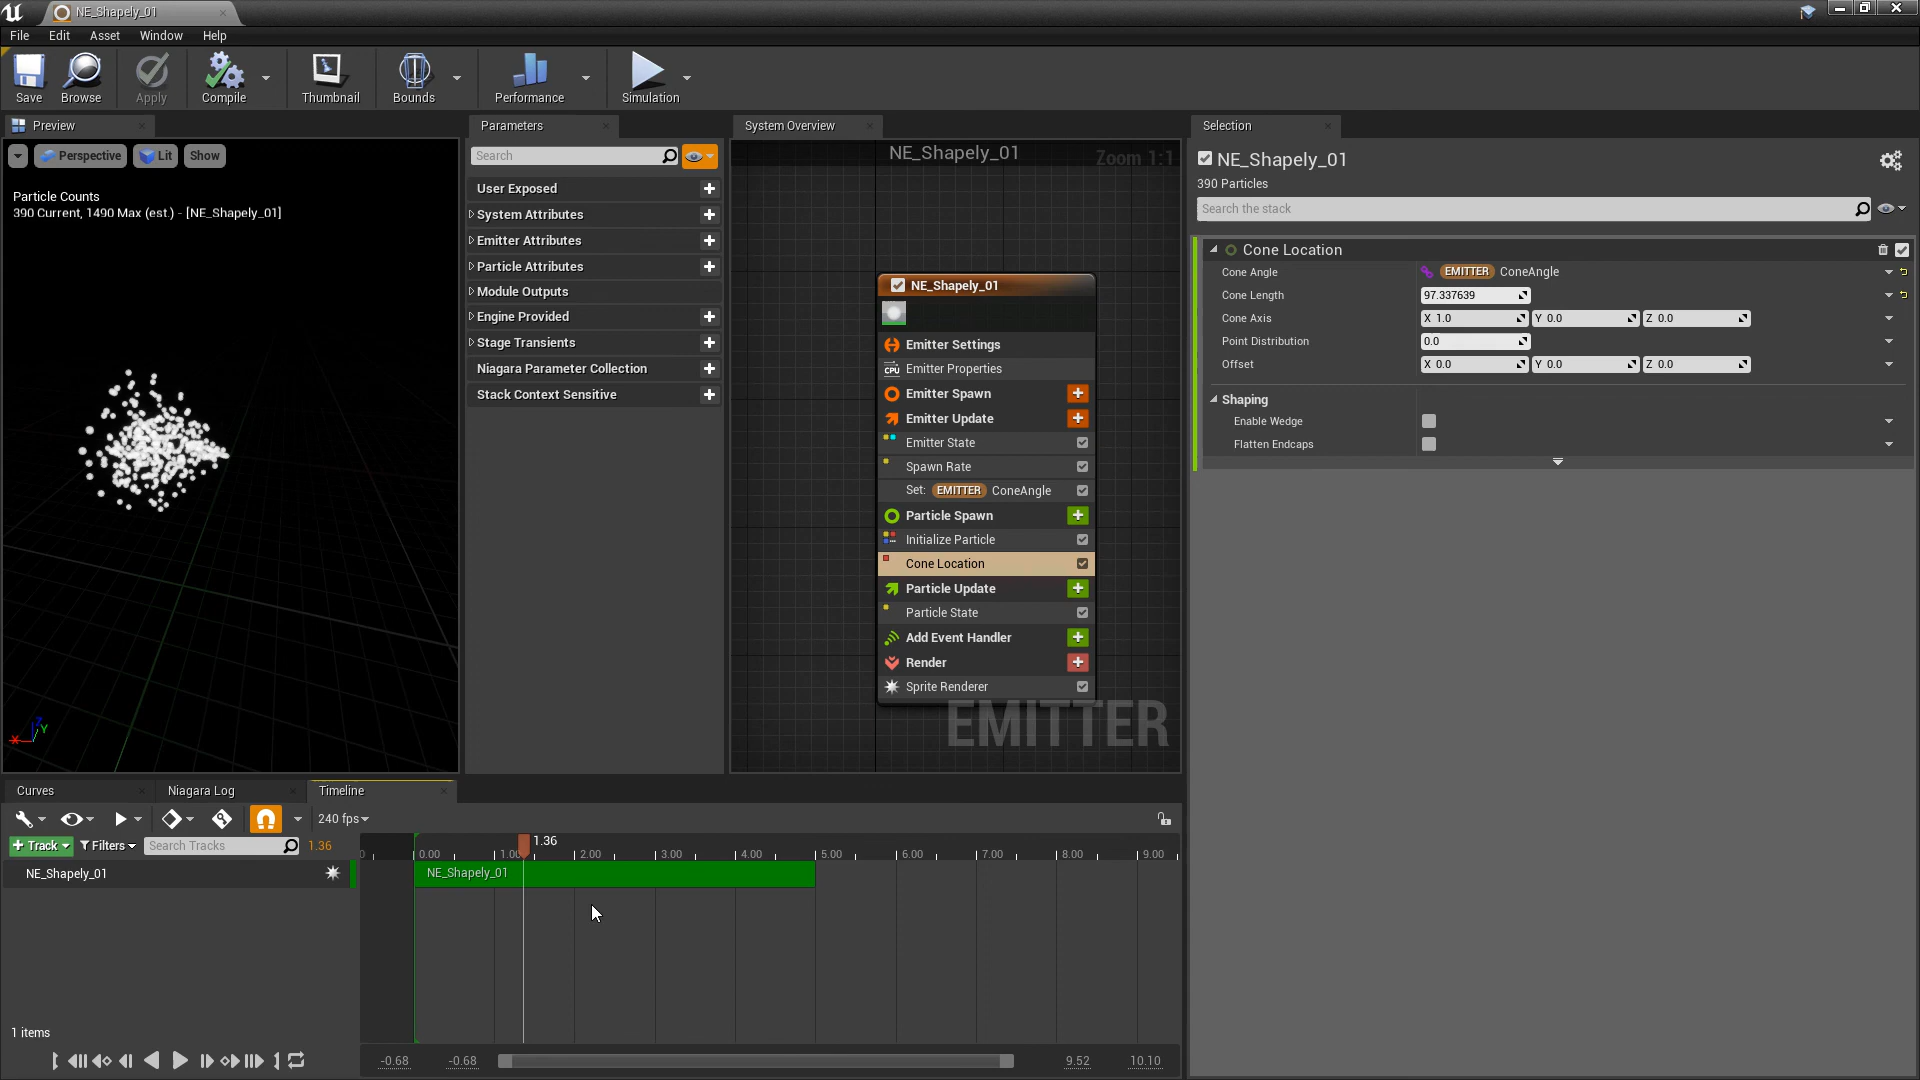 NE_Shapely_01
File Edit Asset Window Help
Save Browse Apply Compile Thumbnail Bounds Performance Simulation
Preview
Perspective Lit Show
Particle Counts
390 Current, 1490 Max (est.) - [NE_Shapely_01]
Z
Y
X
Parameters
Search
User Exposed
System Attributes
Emitter Attributes
Particle Attributes
Module Outputs
Engine Provided
Stage Transients
Niagara Parameter Collection
Stack Context Sensitive
System Overview
NE_Shapely_01
Zoom 1:1
NE_Shapely_01
Emitter Settings
CPU Emitter Properties
Emitter Spawn
Emitter Update
Emitter State
Spawn Rate
Set: EMITTER ConeAngle
Particle Spawn
Initialize Particle
Cone Location
Particle Update
Particle State
Add Event Handler
Render
Sprite Renderer
EMITTER
Selection
NE_Shapely_01
390 Particles
Search the stack
Cone Location
Cone Angle EMITTER ConeAngle
Cone Length 97.337639
Cone Axis X 1.0 Y 0.0 Z 0.0
Point Distribution 0.0
Offset X 0.0 Y 0.0 Z 0.0
Shaping
Enable Wedge
Flatten Endcaps
Curves Niagara Log Timeline
240 fps
+ Track Filters Search Tracks 1.36
1.36
0 0.00 1.00 2.00 3.00 4.00 5.00 6.00 7.00 8.00 9.00
NE_Shapely_01
NE_Shapely_01
1 items
-0.68 -0.68 9.52 10.10